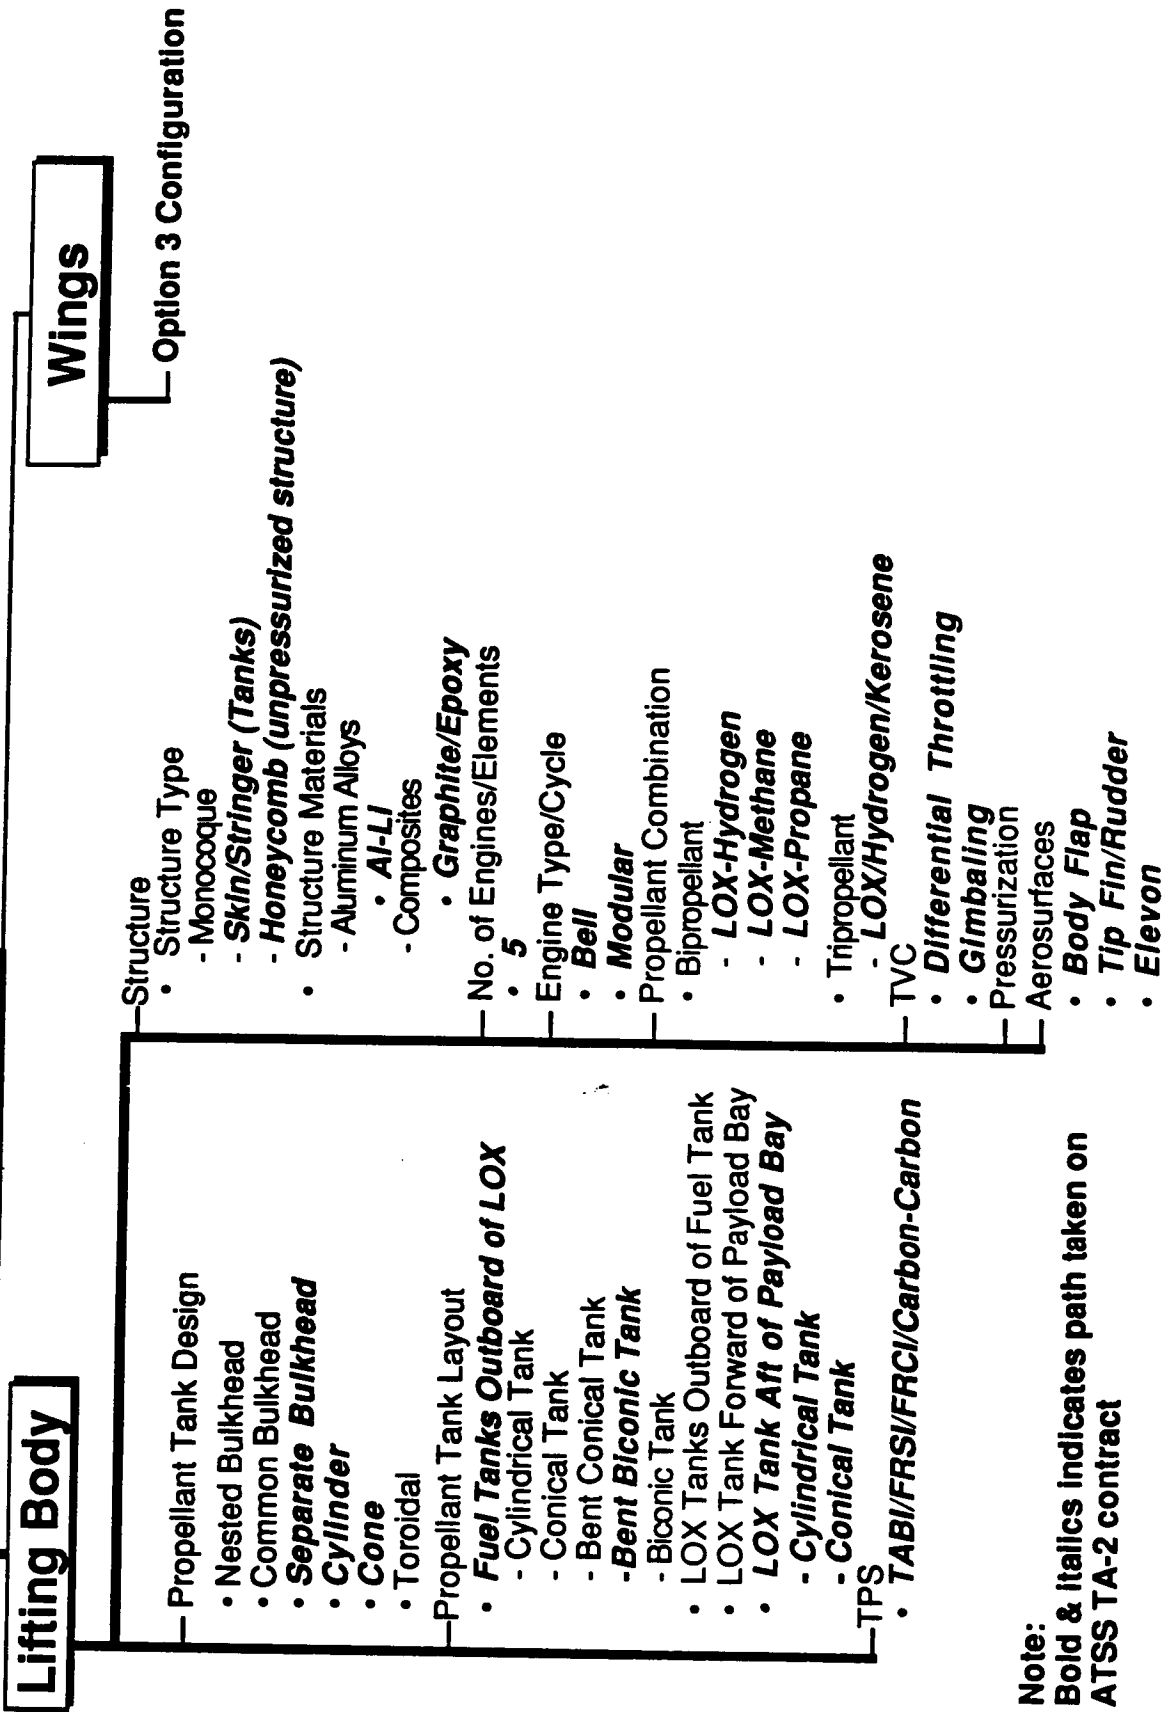 Lifting Body
Propellant Tank Design
• Nested Bulkhead
• Common Bulkhead
• Separate Bulkhead
• Cylinder
• Cone
• Toroidal
Propellant Tank Layout
• Fuel Tanks Outboard of LOX
- Cylindrical Tank
- Conical Tank
- Bent Conical Tank
-Bent Biconic Tank
- Biconic Tank
• LOX Tanks Outboard of Fuel Tank
• LOX Tank Forward of Payload Bay
• LOX Tank Aft of Payload Bay
- Cylindrical Tank
- Conical Tank
TPS
• TABI/FRSI/FRCI/Carbon-Carbon
Structure
• Structure Type
- Monocoque
- Skin/Stringer (Tanks)
- Honeycomb (unpressurized structure)
• Structure Materials
- Aluminum Alloys
• Al-Li
- Composites
• Graphite/Epoxy
No. of Engines/Elements
• 5
Engine Type/Cycle
• Bell
• Modular
Propellant Combination
• Bipropellant
- LOX-Hydrogen
- LOX-Methane
- LOX-Propane
• Tripropellant
- LOX/Hydrogen/Kerosene
TVC
• Differential Throttling
• Gimbaling
Pressurization
Aerosurfaces
• Body Flap
• Tip Fin/Rudder
• Elevon
Wings
Option 3 Configuration
Note:
Bold & italics indicates path taken on
ATSS TA-2 contract